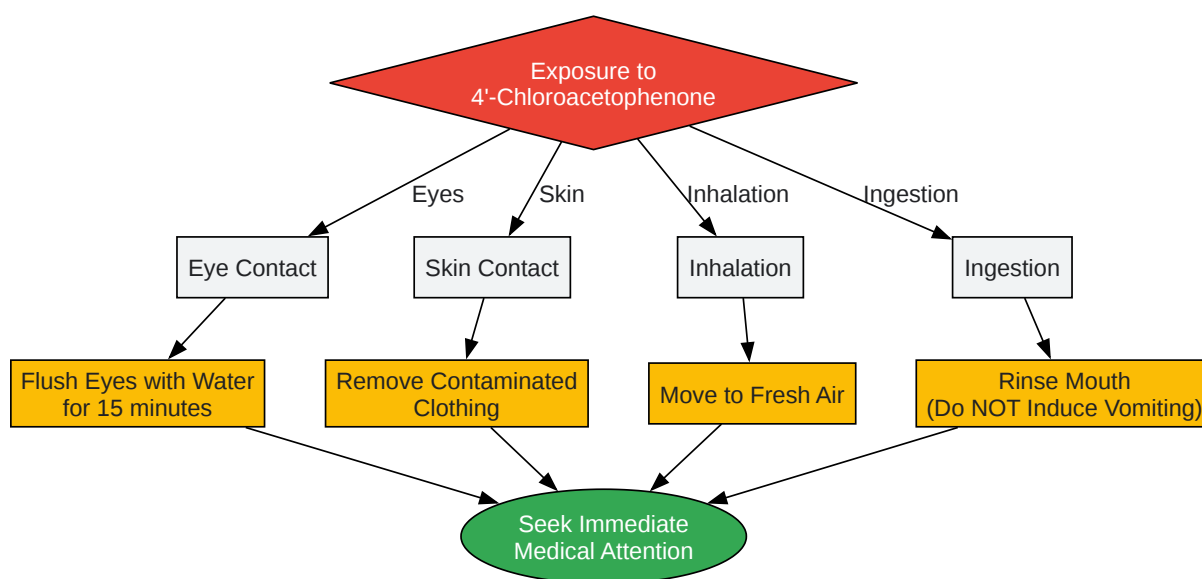 Exposure to
4'-Chloroacetophenone
Eyes
Skin
Inhalation
Ingestion
Eye Contact
Skin Contact
Inhalation
Ingestion
Flush Eyes with Water
for 15 minutes
Remove Contaminated
Clothing
Move to Fresh Air
Rinse Mouth
(Do NOT Induce Vomiting)
Seek Immediate
Medical Attention